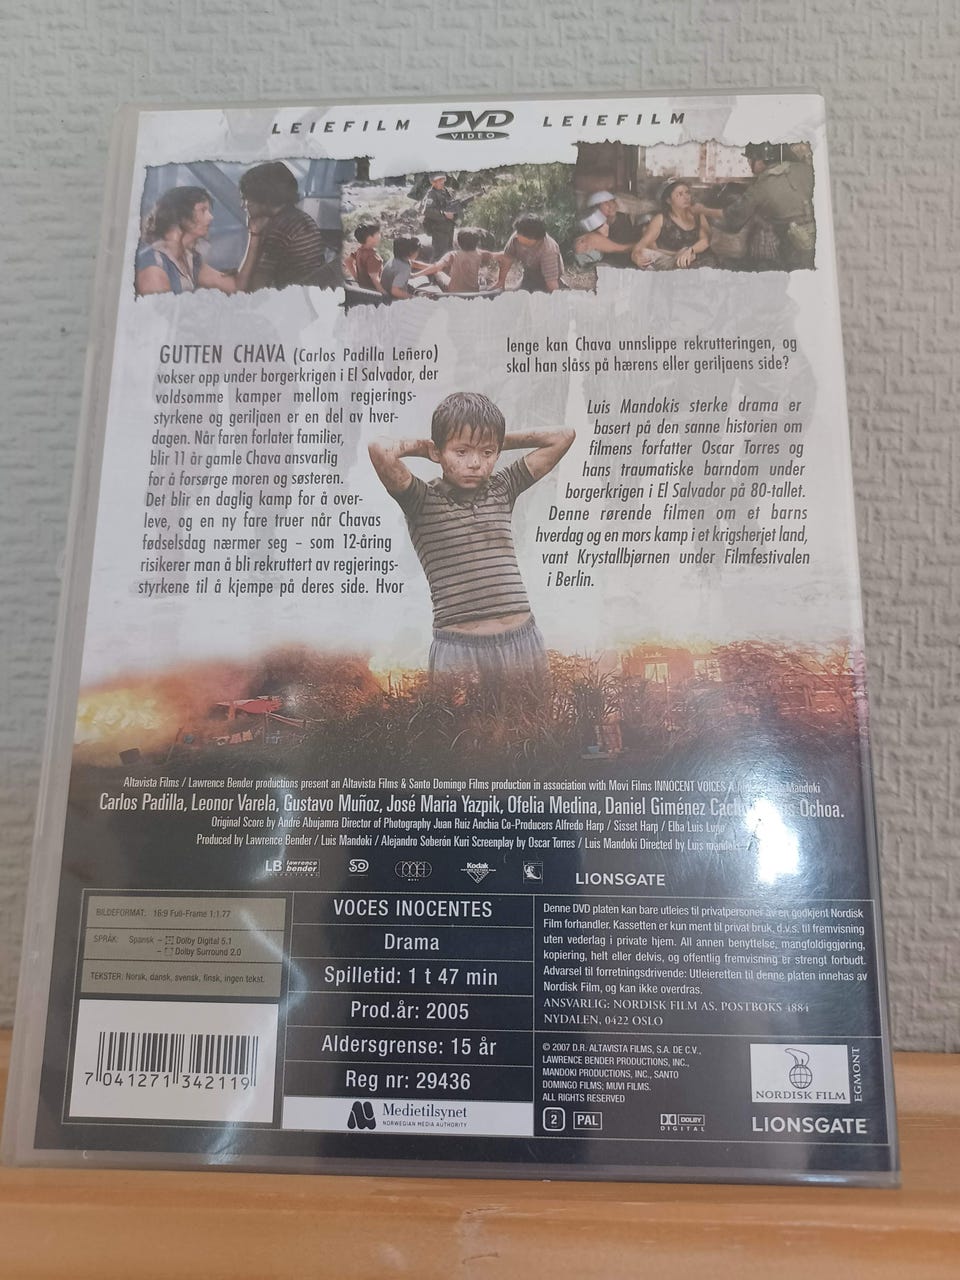 LEIEFILM DVD VIDEO LEIEFILM
GUTTEN CHAVA (Carlos Padilla Leñero)
vokser opp under borgerkrigen i El Salvador, der
voldsomme kamper mellom regjerings-
styrkene og geriljaen er en del av hver-
dagen. Når faren forlater familier,
blir 11 år gamle Chava ansvarlig
for å forsørge moren og søsteren.
Det blir en daglig kamp for å over-
leve, og en ny fare truer når Chavas
fødselsdag nærmer seg – som 12-åring
risikerer man å bli rekruttert av regjerings-
styrkene til å kjempe på deres side. Hvor
lenge kan Chava unnslippe rekrutteringen, og
skal han slåss på hærens eller geriljaens side?
Luis Mandokis sterke drama er
basert på den sanne historien om
filmens forfatter Oscar Torres og
hans traumatiske barndom under
borgerkrigen i El Salvador på 80-tallet.
Denne rørende filmen om et barns
hverdag og en mors kamp i et krigsherjet land,
vant Krystallbjørnen under Filmfestivalen
i Berlin.
Altavista Films / Lawrence Bender productions present an Altavista Films & Santo Domingo Films production in association with Movi Films INNOCENT VOICES Mandoki
Carlos Padilla, Leonor Varela, Gustavo Muñoz, José Maria Yazpik, Ofelia Medina, Daniel Giménez Ochoa.
Original Score by André Abujamra Director of Photography Juan Ruiz Anchia Co-Producers Alfredo Harp / Sisset Harp / Elba Luis Lugo
Produced by Lawrence Bender / Luis Mandoki / Alejandro Soberón Kuri Screenplay by Oscar Torres / Luis Mandoki Directed by Luis mandoki
LB lawrence bender PRODUCTIONS SD MOVI Kodak LIONSGATE
BILDEFORMAT: 16:9 Full-Frame 1:1.77
SPRÅK: Spansk – Dolby Digital 5.1
– Dolby Surround 2.0
TEKSTER: Norsk, dansk, svensk, finsk, ingen tekst.
7 041271 342119
VOCES INOCENTES
Drama
Spilletid: 1 t 47 min
Prod.år: 2005
Aldersgrense: 15 år
Reg nr: 29436
Medietilsynet
NORWEGIAN MEDIA AUTHORITY
Denne DVD platen kan bare utleies til privatpersoner av en godkjent Nordisk
Film forhandler. Kassetten er kun ment til privat bruk, d.v.s. til fremvisning
uten vederlag i private hjem. All annen benyttelse, mangfoldiggjøring,
kopiering, helt eller delvis, og offentlig fremvisning er strengt forbudt.
Advarsel til forretningsdrivende: Utleieretten til denne platen innehas av
Nordisk Film, og kan ikke overdras.
ANSVARLIG: NORDISK FILM AS, POSTBOKS 4884
NYDALEN, 0422 OSLO
© 2007 D.R. ALTAVISTA FILMS, S.A. DE C.V.,
LAWRENCE BENDER PRODUCTIONS, INC.,
MANDOKI PRODUCTIONS, INC., SANTO
DOMINGO FILMS; MUVI FILMS.
ALL RIGHTS RESERVED
2 PAL DOLBY DIGITAL
NORDISK FILM
EGMONT
LIONSGATE